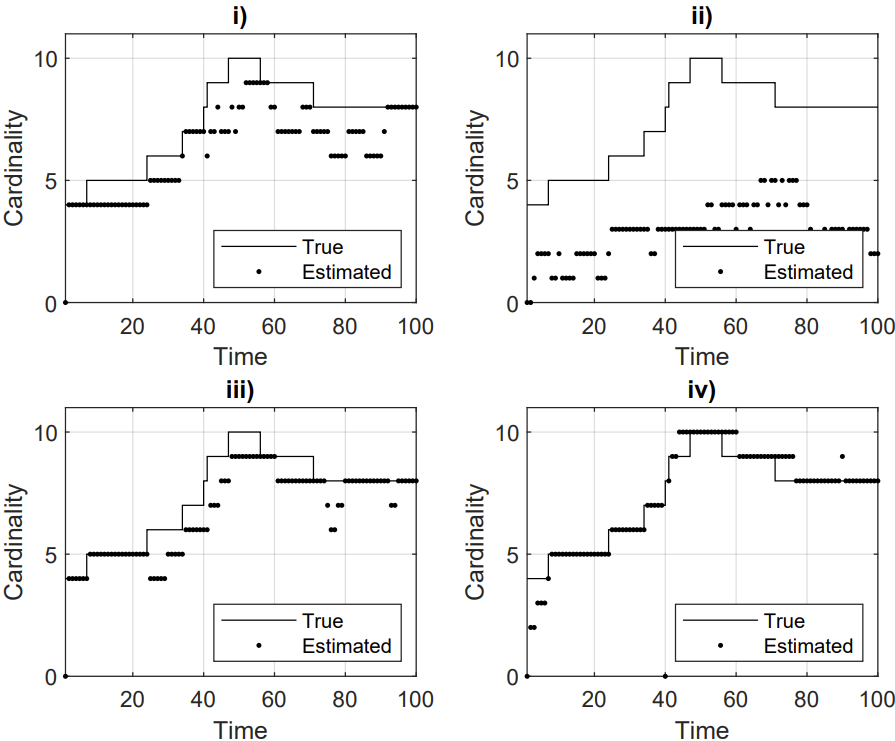 i)
10
5
0
Cardinality
True
Estimated
20 40 60 80 100
Time
ii)
10
5
0
Cardinality
True
Estimated
20 40 60 80 100
Time
iii)
10
5
0
Cardinality
True
Estimated
20 40 60 80 100
Time
iv)
10
5
0
Cardinality
True
Estimated
20 40 60 80 100
Time